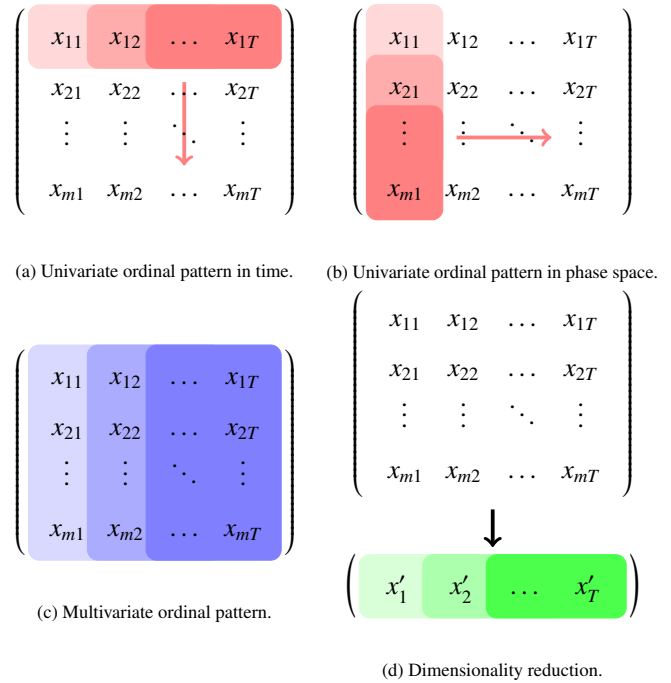 x₁₁ x₁₂ … x₁T
x₂₁ x₂₂ … x₂T
⋮ ⋮ ⋱ ⋮
xₘ₁ xₘ₂ … xₘT
(a) Univariate ordinal pattern in time.
x₁₁ x₁₂ … x₁T
x₂₁ x₂₂ … x₂T
⋮ ⋮ ⋱ ⋮
xₘ₁ xₘ₂ … xₘT
(b) Univariate ordinal pattern in phase space.
x₁₁ x₁₂ … x₁T
x₂₁ x₂₂ … x₂T
⋮ ⋮ ⋱ ⋮
xₘ₁ xₘ₂ … xₘT
(c) Multivariate ordinal pattern.
x₁₁ x₁₂ … x₁T
x₂₁ x₂₂ … x₂T
⋮ ⋮ ⋱ ⋮
xₘ₁ xₘ₂ … xₘT
x′₁ x′₂ … x′T
(d) Dimensionality reduction.